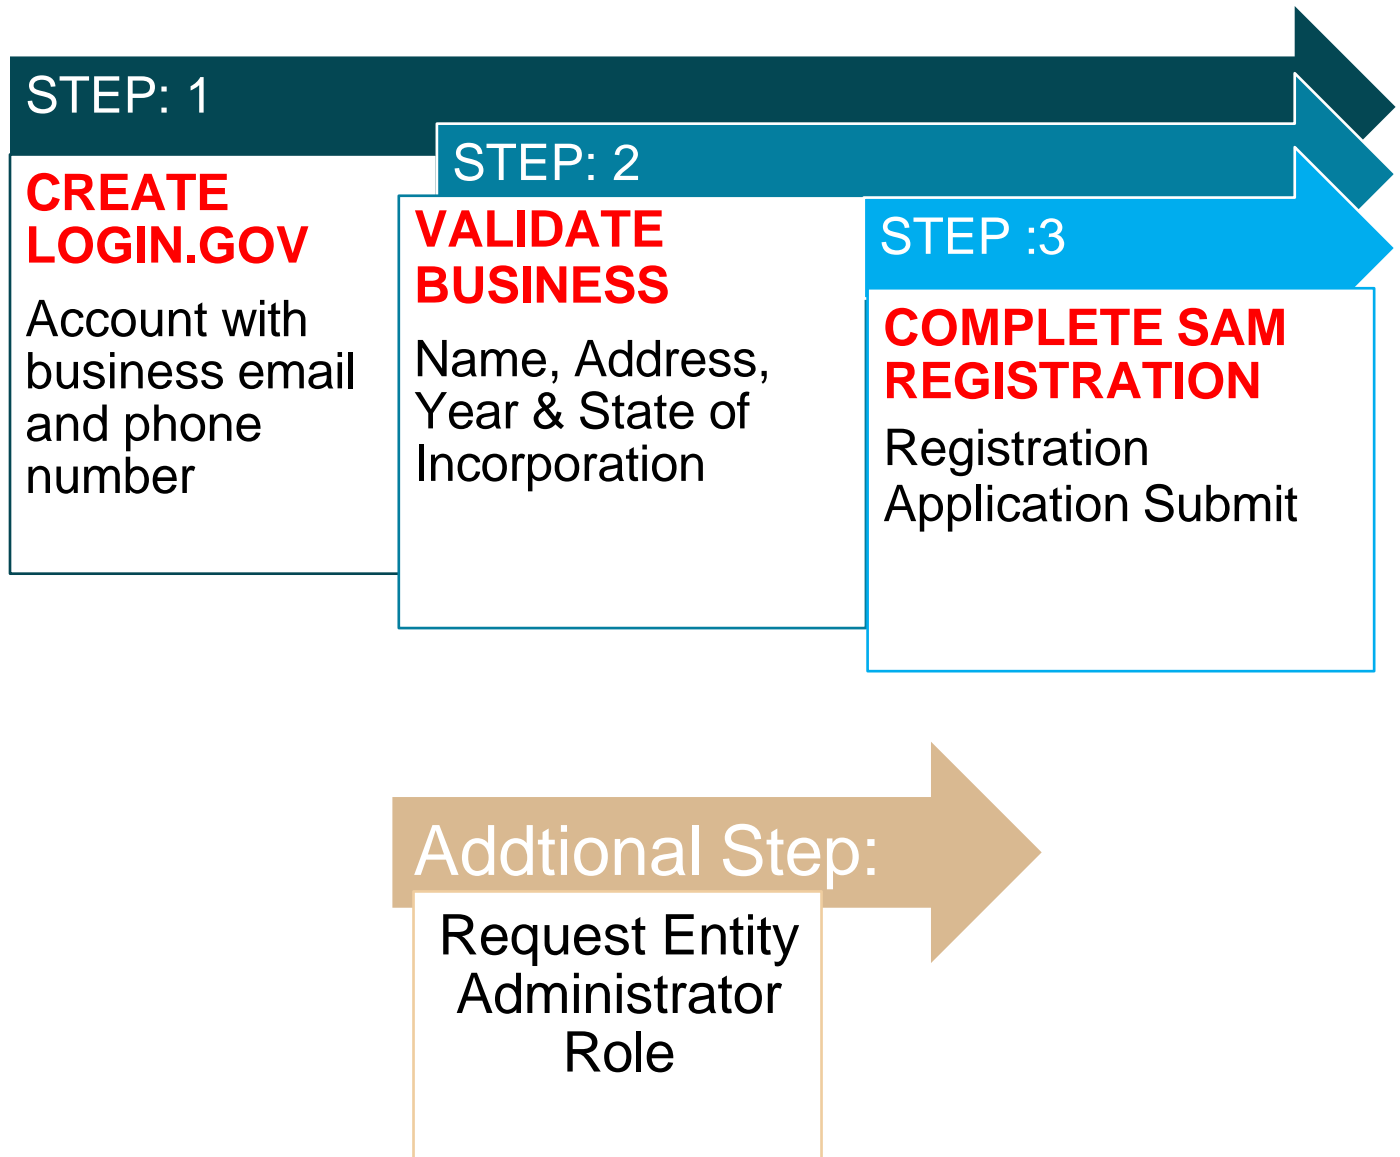 STEP: 1
CREATE
LOGIN.GOV
Account with
business email
and phone
number
STEP: 2
VALIDATE
BUSINESS
Name, Address,
Year & State of
Incorporation
STEP :3
COMPLETE SAM
REGISTRATION
Registration
Application Submit
Addtional Step:
Request Entity
Administrator
Role